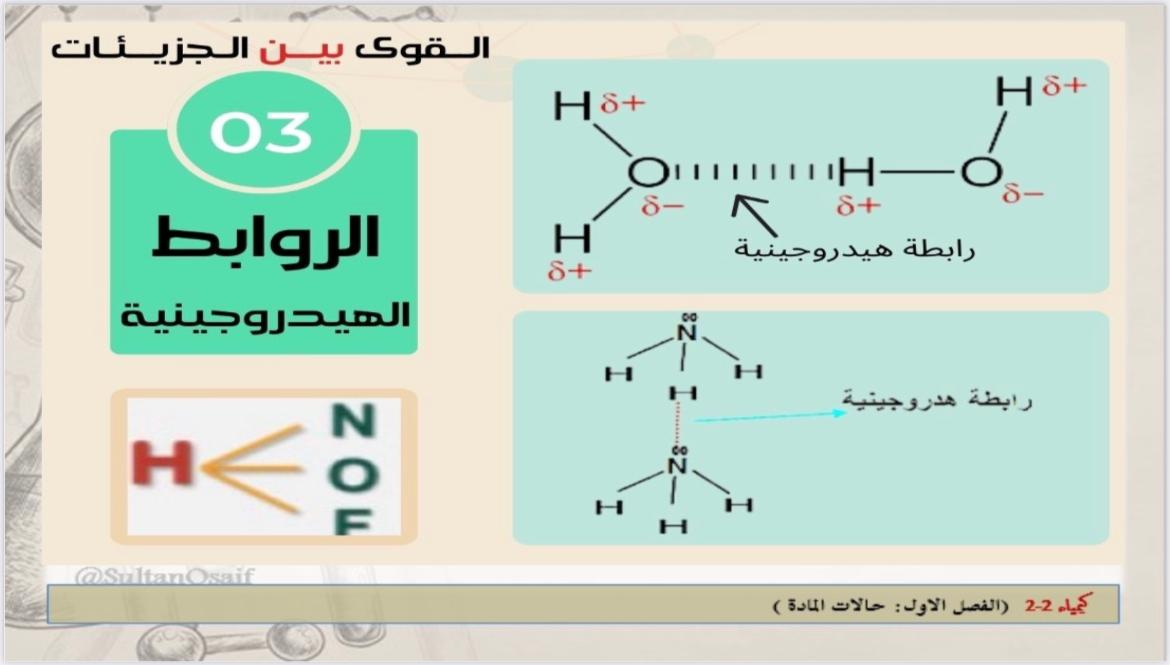 القوى بين الجزيئات
03
الروابط
الهيدروجينية
H
N
O
F
H δ+
H δ+
O H O
δ− δ+ δ−
رابطة هيدروجينية
H
δ+
N
H H
H
رابطة هدروجينية
N
H H
H
@SultanOsaif
كيمياء 2-2 (الفصل الاول: حالات المادة )